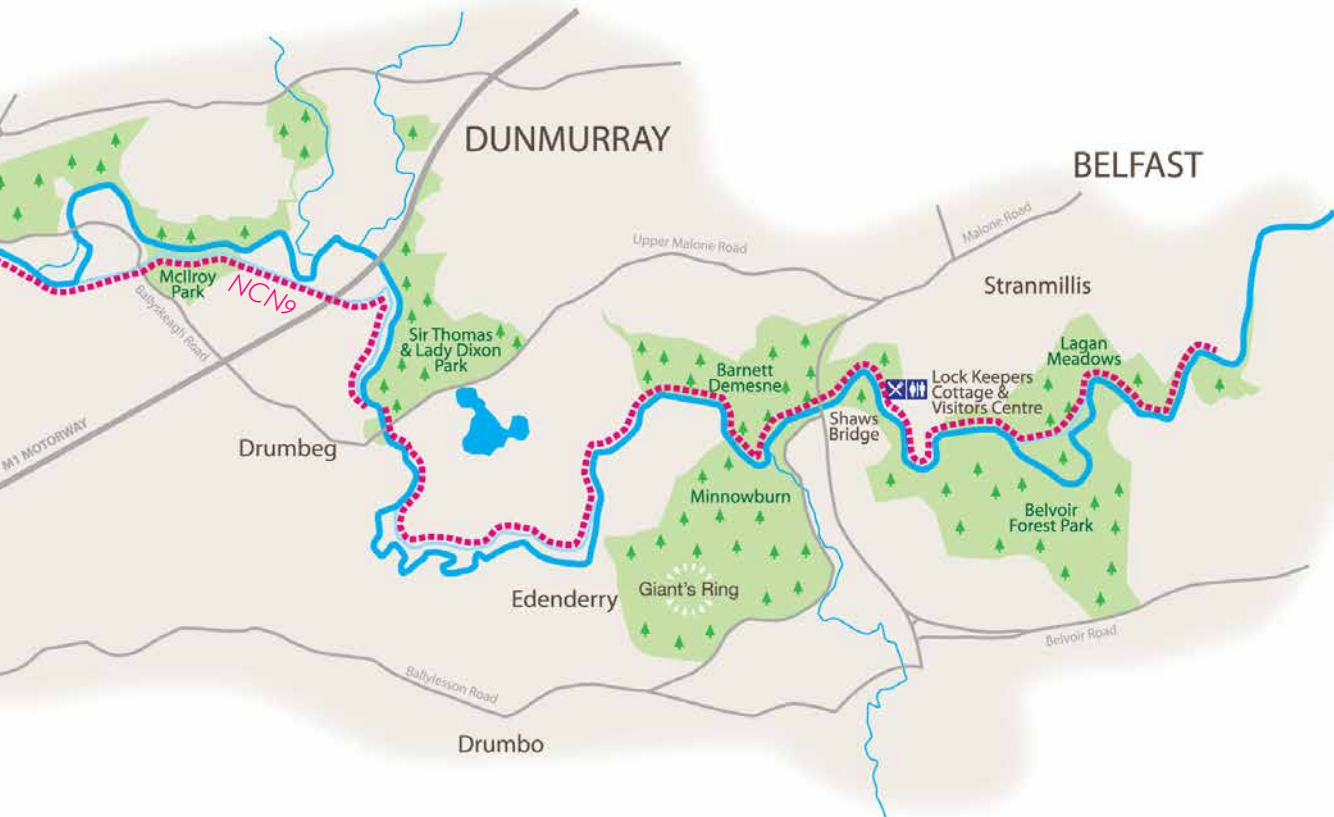 DUNMURRAY
BELFAST
Malone Road
Upper Malone Road
Stranmillis
McIlroy
Park
NCN9
Ballyskeagh Road
Sir Thomas
& Lady Dixon
Park
Lagan
Meadows
Barnett
Demesne
Lock Keepers
Cottage &
Visitors Centre
Shaws
Bridge
M1 MOTORWAY
Drumbeg
Minnowburn
Belvoir
Forest Park
Edenderry
Giant's Ring
Belvoir Road
Ballylesson Road
Drumbo